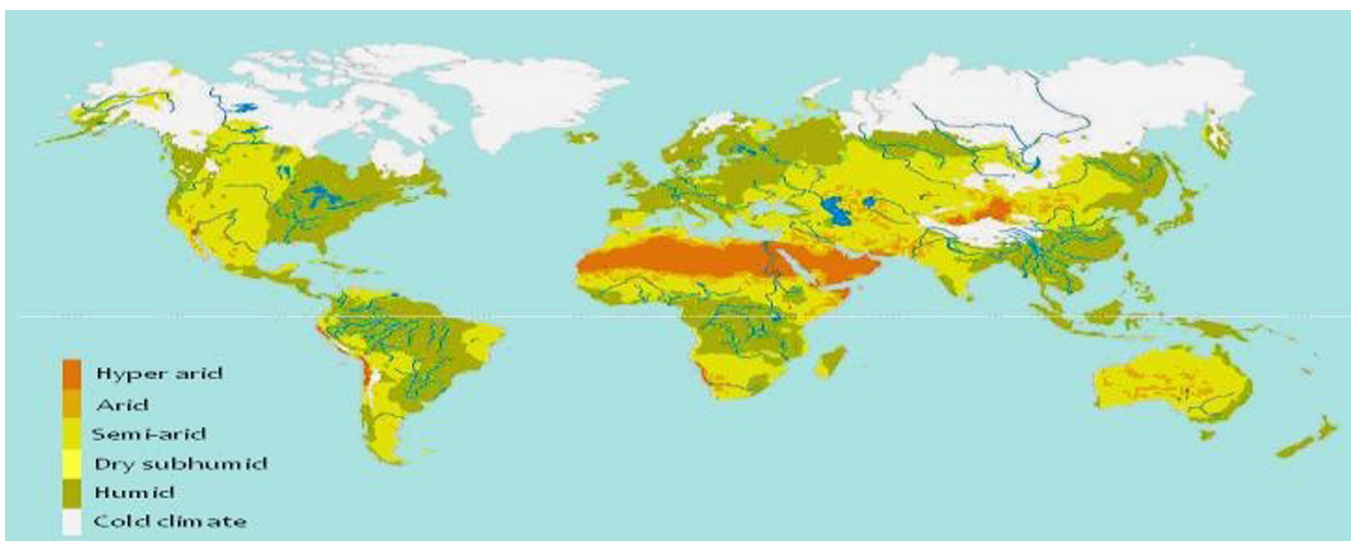 Hyper arid
Arid
Semi-arid
Dry subhumid
Humid
Cold climate